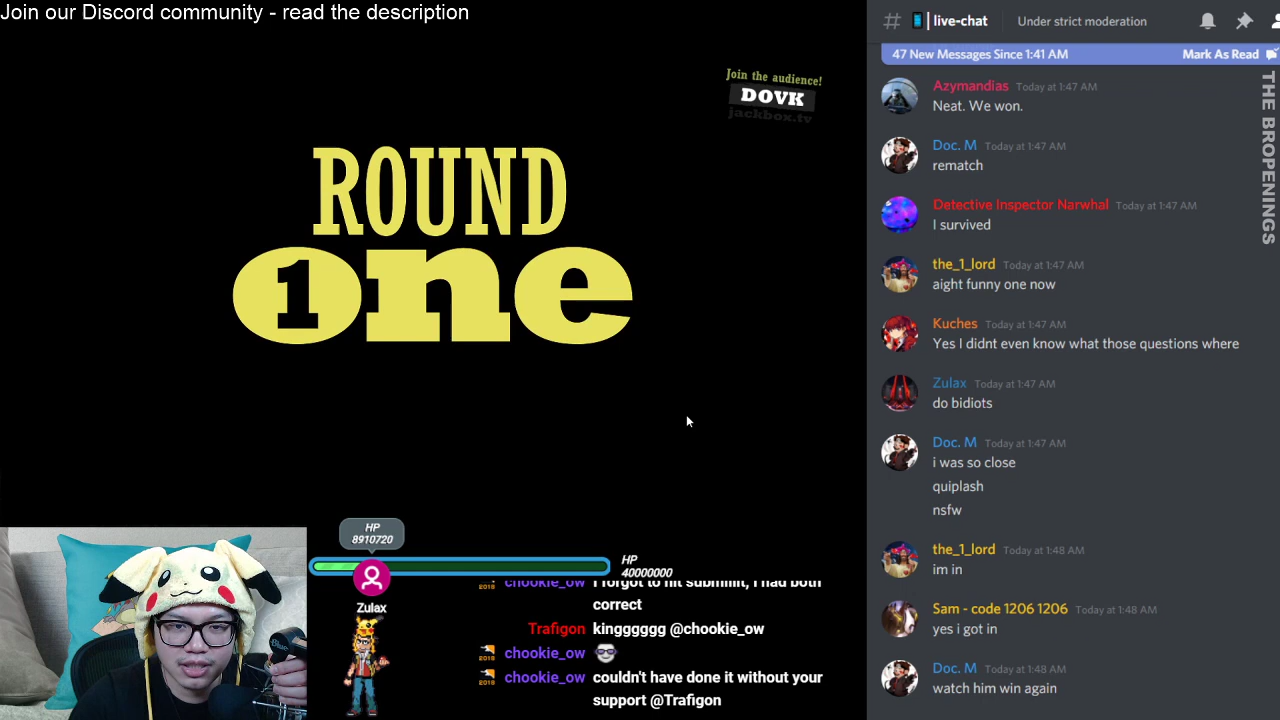 Join our Discord community - read the description
Join the audience!
DOVK
jackbox.tv
ROUND
1ne
HP
8910720
HP
40000000
Zulax
chookie_ow I forgot to hit submit, I had both
correct
Trafigon kingggggg @chookie_ow
chookie_ow
chookie_ow couldn't have done it without your
support @Trafigon
2018
2018
2018
# live-chat Under strict moderation
47 New Messages Since 1:41 AM Mark As Read
Azymandias Today at 1:47 AM
Neat. We won.
Doc. M Today at 1:47 AM
rematch
Detective Inspector Narwhal Today at 1:47 AM
I survived
the_1_lord Today at 1:47 AM
aight funny one now
Kuches Today at 1:47 AM
Yes I didnt even know what those questions where
Zulax Today at 1:47 AM
do bidiots
Doc. M Today at 1:47 AM
i was so close
quiplash
nsfw
the_1_lord Today at 1:48 AM
im in
Sam - code 1206 1206 Today at 1:48 AM
yes i got in
Doc. M Today at 1:48 AM
watch him win again
THE BROPENINGS
Blue